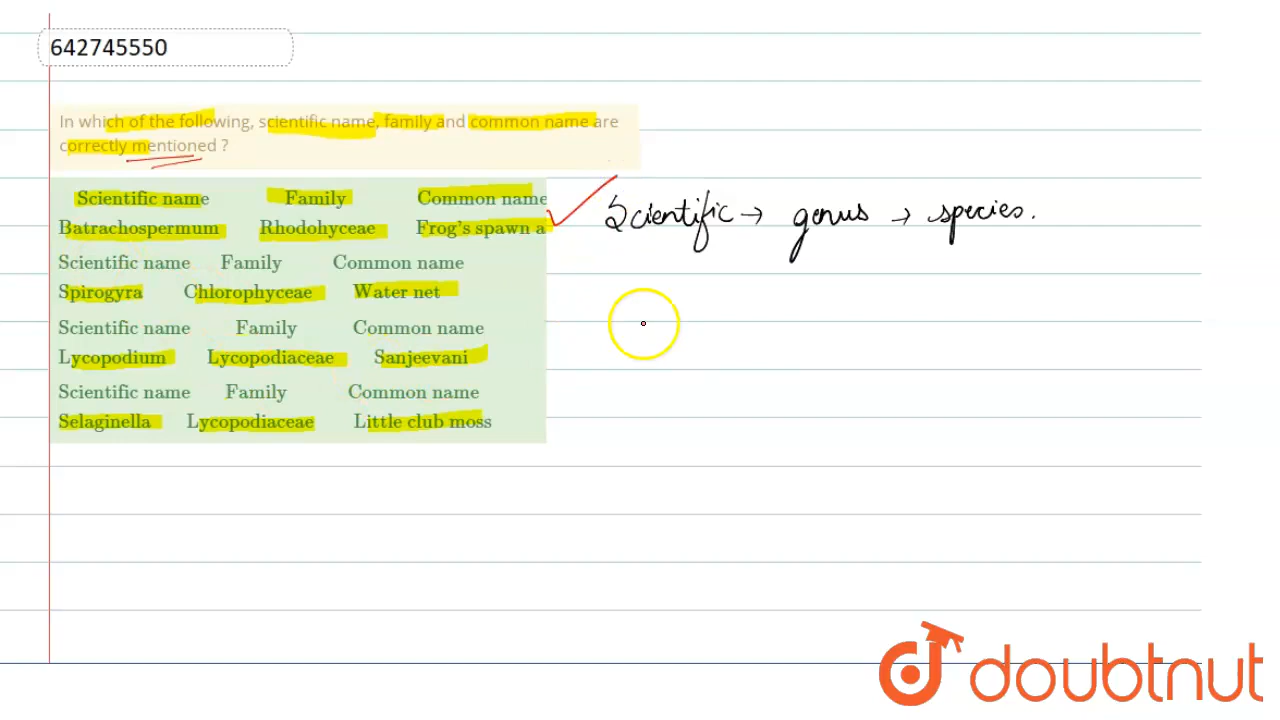 642745550
In which of the following, scientific name, family and common name are
correctly mentioned ?
Scientific name Family Common name
Batrachospermum Rhodohyceae Frog's spawn a
Scientific → genus → species.
Scientific name Family Common name
Spirogyra Chlorophyceae Water net
Scientific name Family Common name
Lycopodium Lycopodiaceae Sanjeevani
Scientific name Family Common name
Selaginella Lycopodiaceae Little club moss
doubtnut